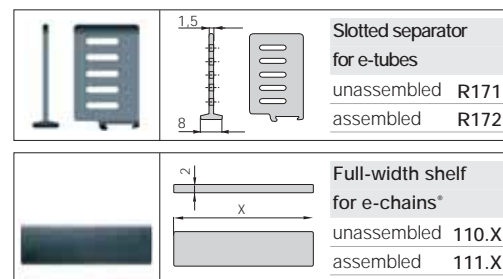 1,5
8
Slotted separator
for e-tubes
unassembled R171
assembled R172
2
X
Full-width shelf
for e-chains®
unassembled 110.X
assembled 111.X